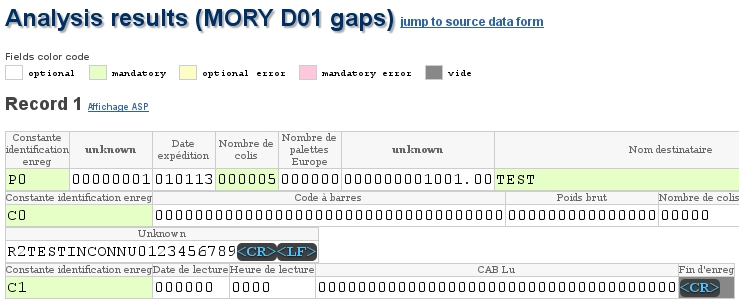 Analysis results (MORY D01 gaps) jump to source data form
Fields color code
optional mandatory optional error mandatory error vide
Record 1 Affichage ASP
Constante identification enreg unknown Date expédition Nombre de colis Nombre de palettes Europe unknown Nom destinataire
P0 00000001 010113 000005 000000 000000001001.00 TEST
Constante identification enreg Code à barres Poids brut Nombre de colis
C0 00000000000000000000000000000000000 000000000000000 00000
Unknown
R2TESTINCONNU0123456789<CR><LF>
Constante identification enreg Date de lecture Heure de lecture CAB Lu Fin d'enreg
C1 000000 0000 000000000000000000000000000000000000 <CR>